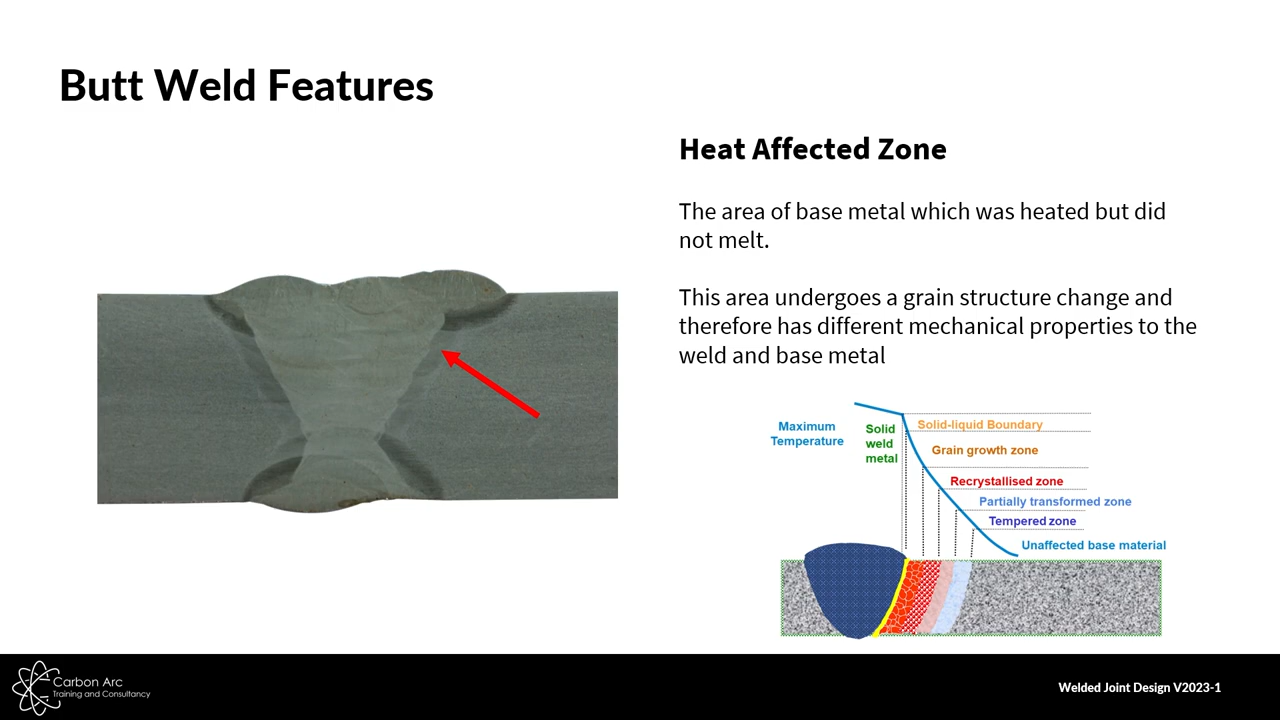 Butt Weld Features
Heat Affected Zone
The area of base metal which was heated but did
not melt.
This area undergoes a grain structure change and
therefore has different mechanical properties to the
weld and base metal
Maximum
Temperature
Solid
weld
metal
Solid-liquid Boundary
Grain growth zone
Recrystallised zone
Partially transformed zone
Tempered zone
Unaffected base material
Carbon Arc
Training and Consultancy
Welded Joint Design V2023-1